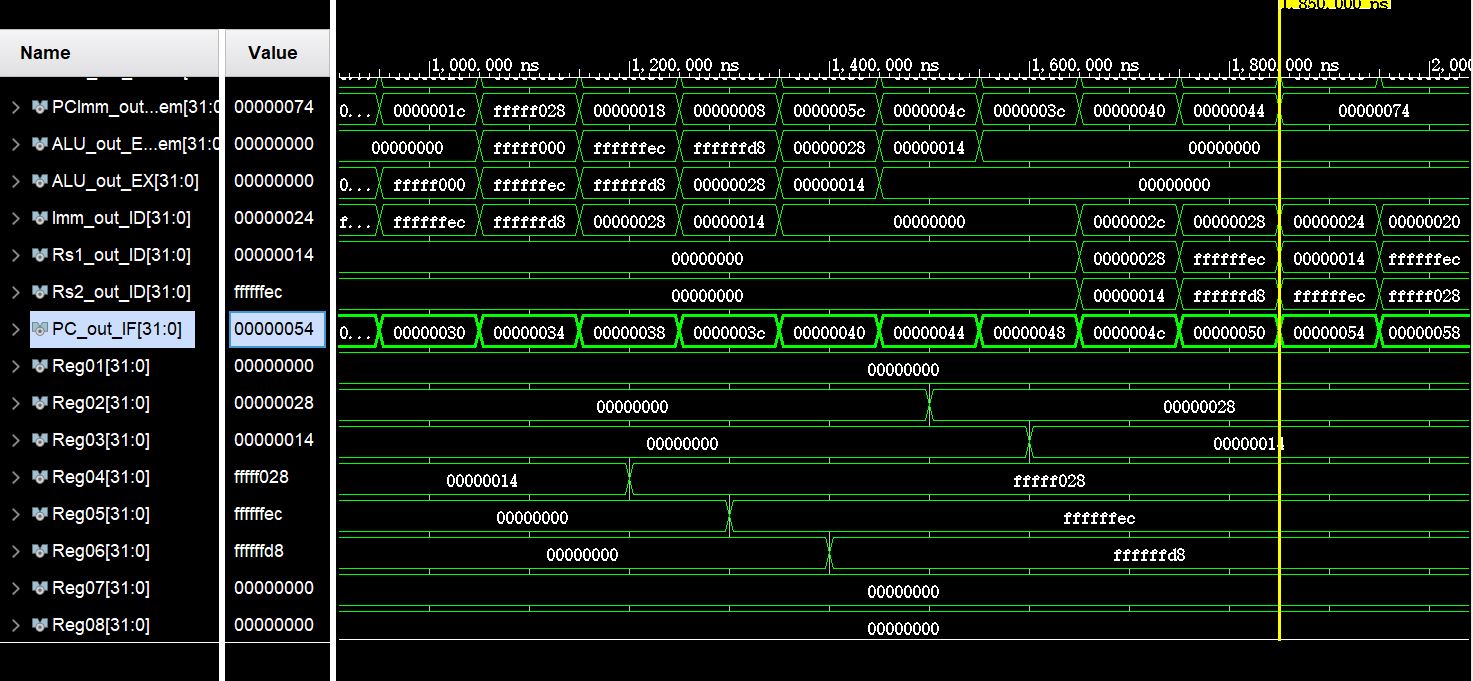 1,850.000 ns
Name Value
1,000.000 ns 1,200.000 ns 1,400.000 ns 1,600.000 ns 1,800.000 ns 2,000
PCImm_out...em[31:0 00000074 0... 0000001c fffff028 00000018 00000008 0000005c 0000004c 0000003c 00000040 00000044 00000074
ALU_out_E...em[31:0 00000000 00000000 fffff000 ffffffec ffffffd8 00000028 00000014 00000000
ALU_out_EX[31:0] 00000000 0... fffff000 ffffffec ffffffd8 00000028 00000014 00000000
Imm_out_ID[31:0] 00000024 f... ffffffec ffffffd8 00000028 00000014 00000000 0000002c 00000028 00000024 00000020
Rs1_out_ID[31:0] 00000014 00000000 00000028 ffffffec 00000014 ffffffec
Rs2_out_ID[31:0] ffffffec 00000000 00000014 ffffffd8 ffffffec fffff028
PC_out_IF[31:0] 00000054 0... 00000030 00000034 00000038 0000003c 00000040 00000044 00000048 0000004c 00000050 00000054 00000058
Reg01[31:0] 00000000 00000000
Reg02[31:0] 00000028 00000000 00000028
Reg03[31:0] 00000014 00000000 00000014
Reg04[31:0] fffff028 00000014 fffff028
Reg05[31:0] ffffffec 00000000 ffffffec
Reg06[31:0] ffffffd8 00000000 ffffffd8
Reg07[31:0] 00000000 00000000
Reg08[31:0] 00000000 00000000